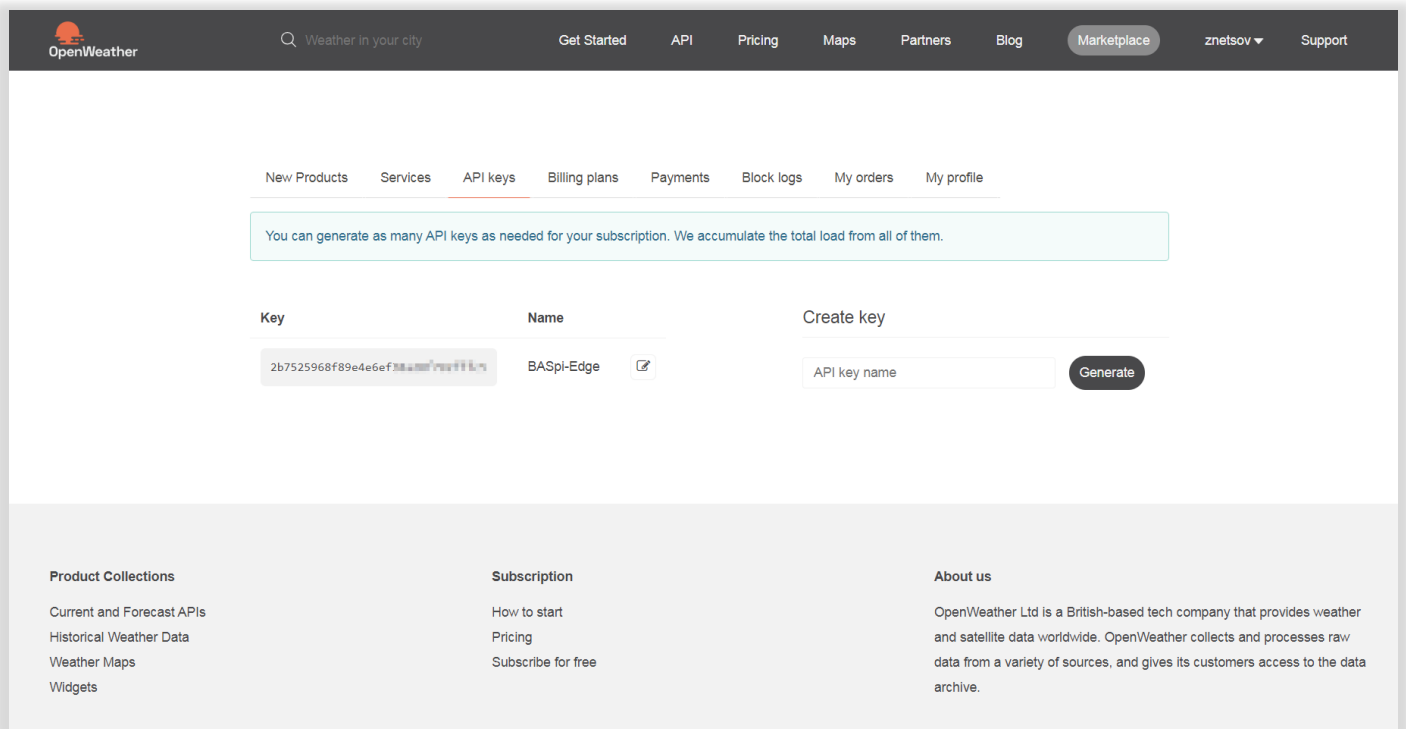 OpenWeather
Weather in your city
Get Started API Pricing Maps Partners Blog Marketplace znetsov Support
New Products Services API keys Billing plans Payments Block logs My orders My profile
You can generate as many API keys as needed for your subscription. We accumulate the total load from all of them.
Key Name
2b7525968f89e4e6ef3 BASpi-Edge
Create key
API key name Generate
Product Collections
Current and Forecast APIs
Historical Weather Data
Weather Maps
Widgets
Subscription
How to start
Pricing
Subscribe for free
About us
OpenWeather Ltd is a British-based tech company that provides weather
and satellite data worldwide. OpenWeather collects and processes raw
data from a variety of sources, and gives its customers access to the data
archive.